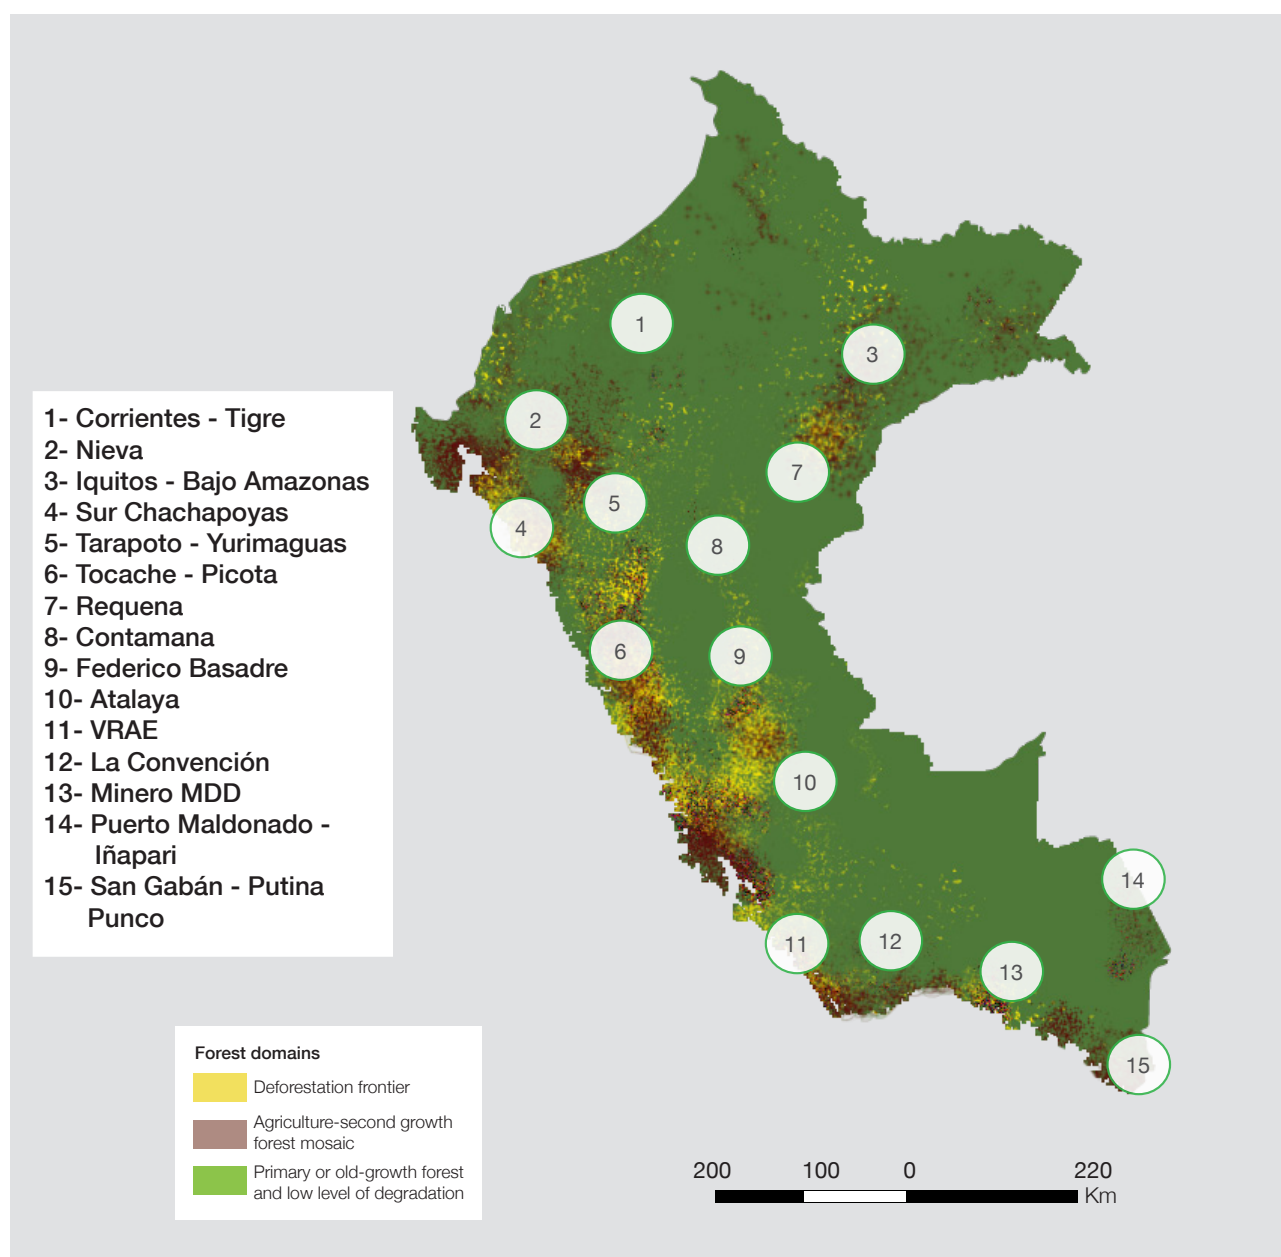 1
2
3
4
5
6
7
8
9
10
11
12
13
14
15
1- Corrientes - Tigre
2- Nieva
3- Iquitos - Bajo Amazonas
4- Sur Chachapoyas
5- Tarapoto - Yurimaguas
6- Tocache - Picota
7- Requena
8- Contamana
9- Federico Basadre
10- Atalaya
11- VRAE
12- La Convención
13- Minero MDD
14- Puerto Maldonado -
Iñapari
15- San Gabán - Putina
Punco
Forest domains
Deforestation frontier
Agriculture-second growth
forest mosaic
Primary or old-growth forest
and low level of degradation
200 100 0 220
Km